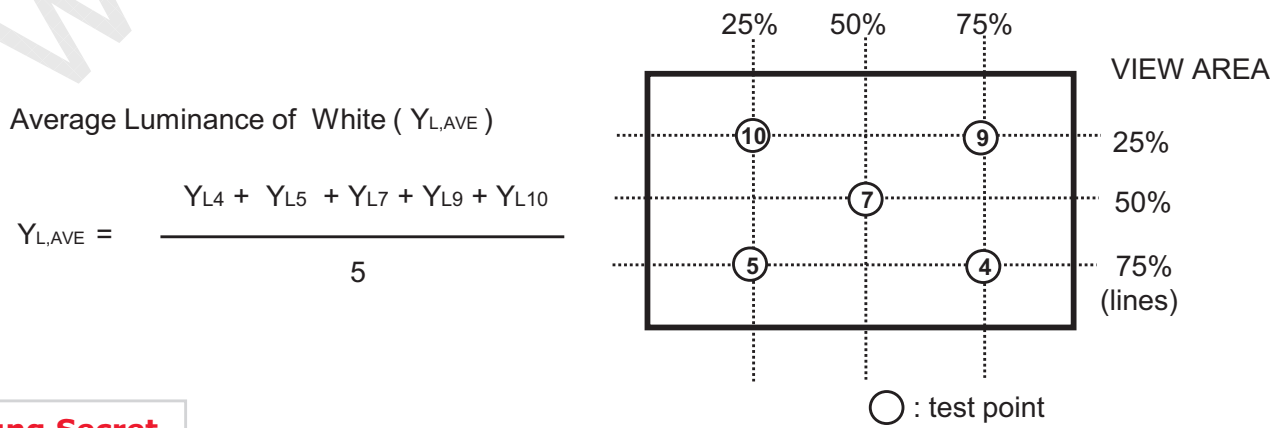 25% 50% 75%
VIEW AREA
Average Luminance of White ( YL,AVE )
10 9 25%
YL4 + YL5 + YL7 + YL9 + YL10
YL,AVE =
5
7 50%
5 4 75%
(lines)
: test point
Secret